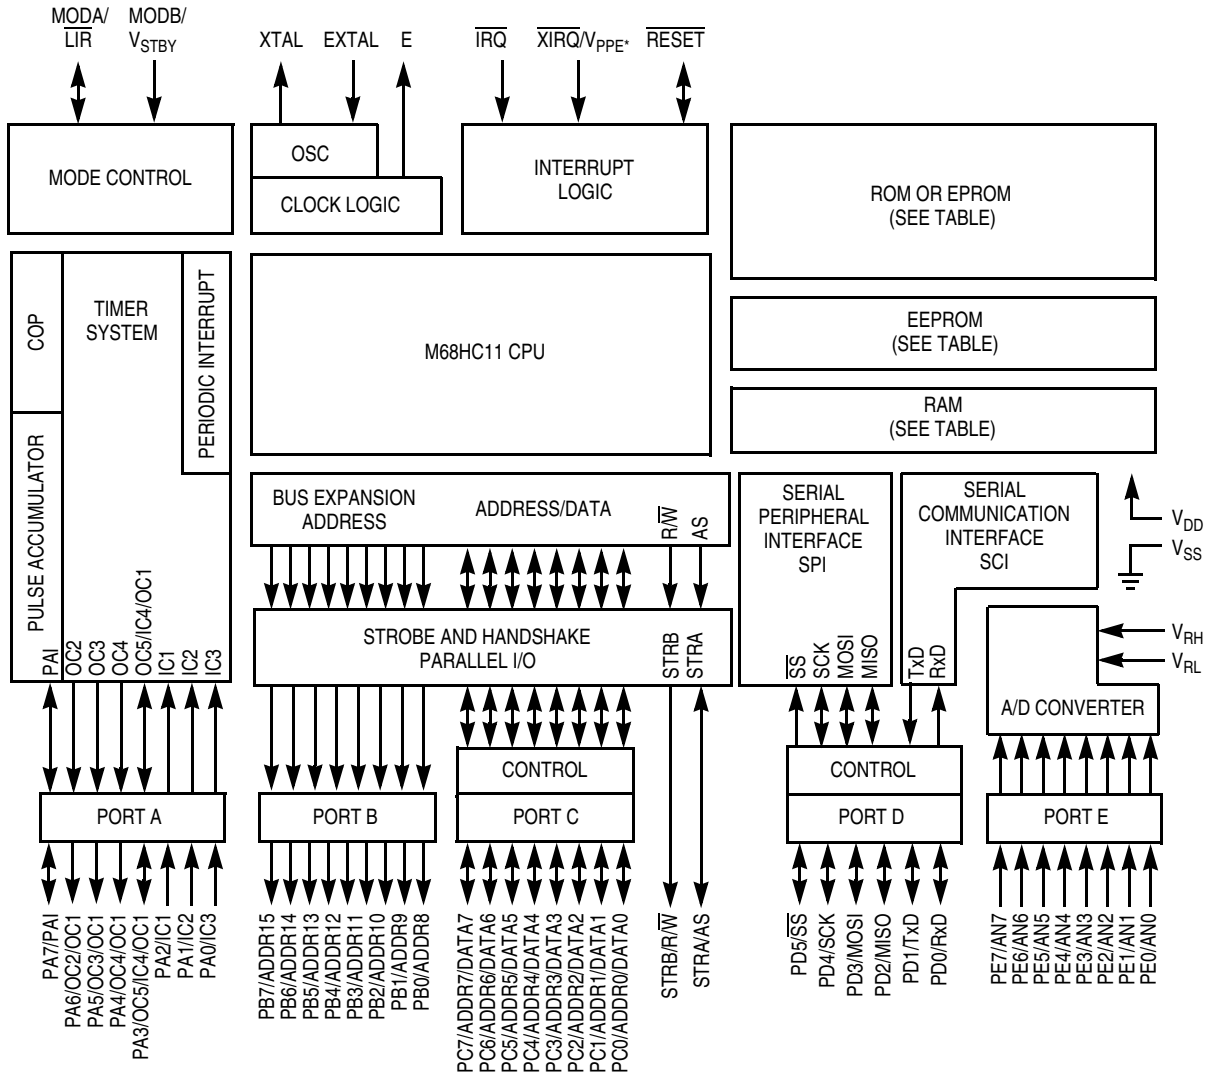 MODA/
LIR
MODB/
VSTBY
XTAL
EXTAL
E
IRQ
XIRQ/VPPE*
RESET
MODE CONTROL
OSC
CLOCK LOGIC
INTERRUPT
LOGIC
ROM OR EPROM
(SEE TABLE)
COP
TIMER
SYSTEM
PERIODIC INTERRUPT
M68HC11 CPU
EEPROM
(SEE TABLE)
RAM
(SEE TABLE)
PULSE ACCUMULATOR
PAI
OC2
OC3
OC4
OC5/IC4/OC1
IC1
IC2
IC3
BUS EXPANSION
ADDRESS
ADDRESS/DATA
R/W
AS
STROBE AND HANDSHAKE
PARALLEL I/O
STRB
STRA
SERIAL
PERIPHERAL
INTERFACE
SPI
SS
SCK
MOSI
MISO
SERIAL
COMMUNICATION
INTERFACE
SCI
TxD
RxD
VDD
VSS
VRH
VRL
A/D CONVERTER
CONTROL
CONTROL
PORT A
PORT B
PORT C
PORT D
PORT E
PA7/PAI
PA6/OC2/OC1
PA5/OC3/OC1
PA4/OC4/OC1
PA3/OC5/IC4/OC1
PA2/IC1
PA1/IC2
PA0/IC3
PB7/ADDR15
PB6/ADDR14
PB5/ADDR13
PB4/ADDR12
PB3/ADDR11
PB2/ADDR10
PB1/ADDR9
PB0/ADDR8
PC7/ADDR7/DATA7
PC6/ADDR6/DATA6
PC5/ADDR5/DATA5
PC4/ADDR4/DATA4
PC3/ADDR3/DATA3
PC2/ADDR2/DATA2
PC1/ADDR1/DATA1
PC0/ADDR0/DATA0
STRB/R/W
STRA/AS
PD5/SS
PD4/SCK
PD3/MOSI
PD2/MISO
PD1/TxD
PD0/RxD
PE7/AN7
PE6/AN6
PE5/AN5
PE4/AN4
PE3/AN3
PE2/AN2
PE1/AN1
PE0/AN0